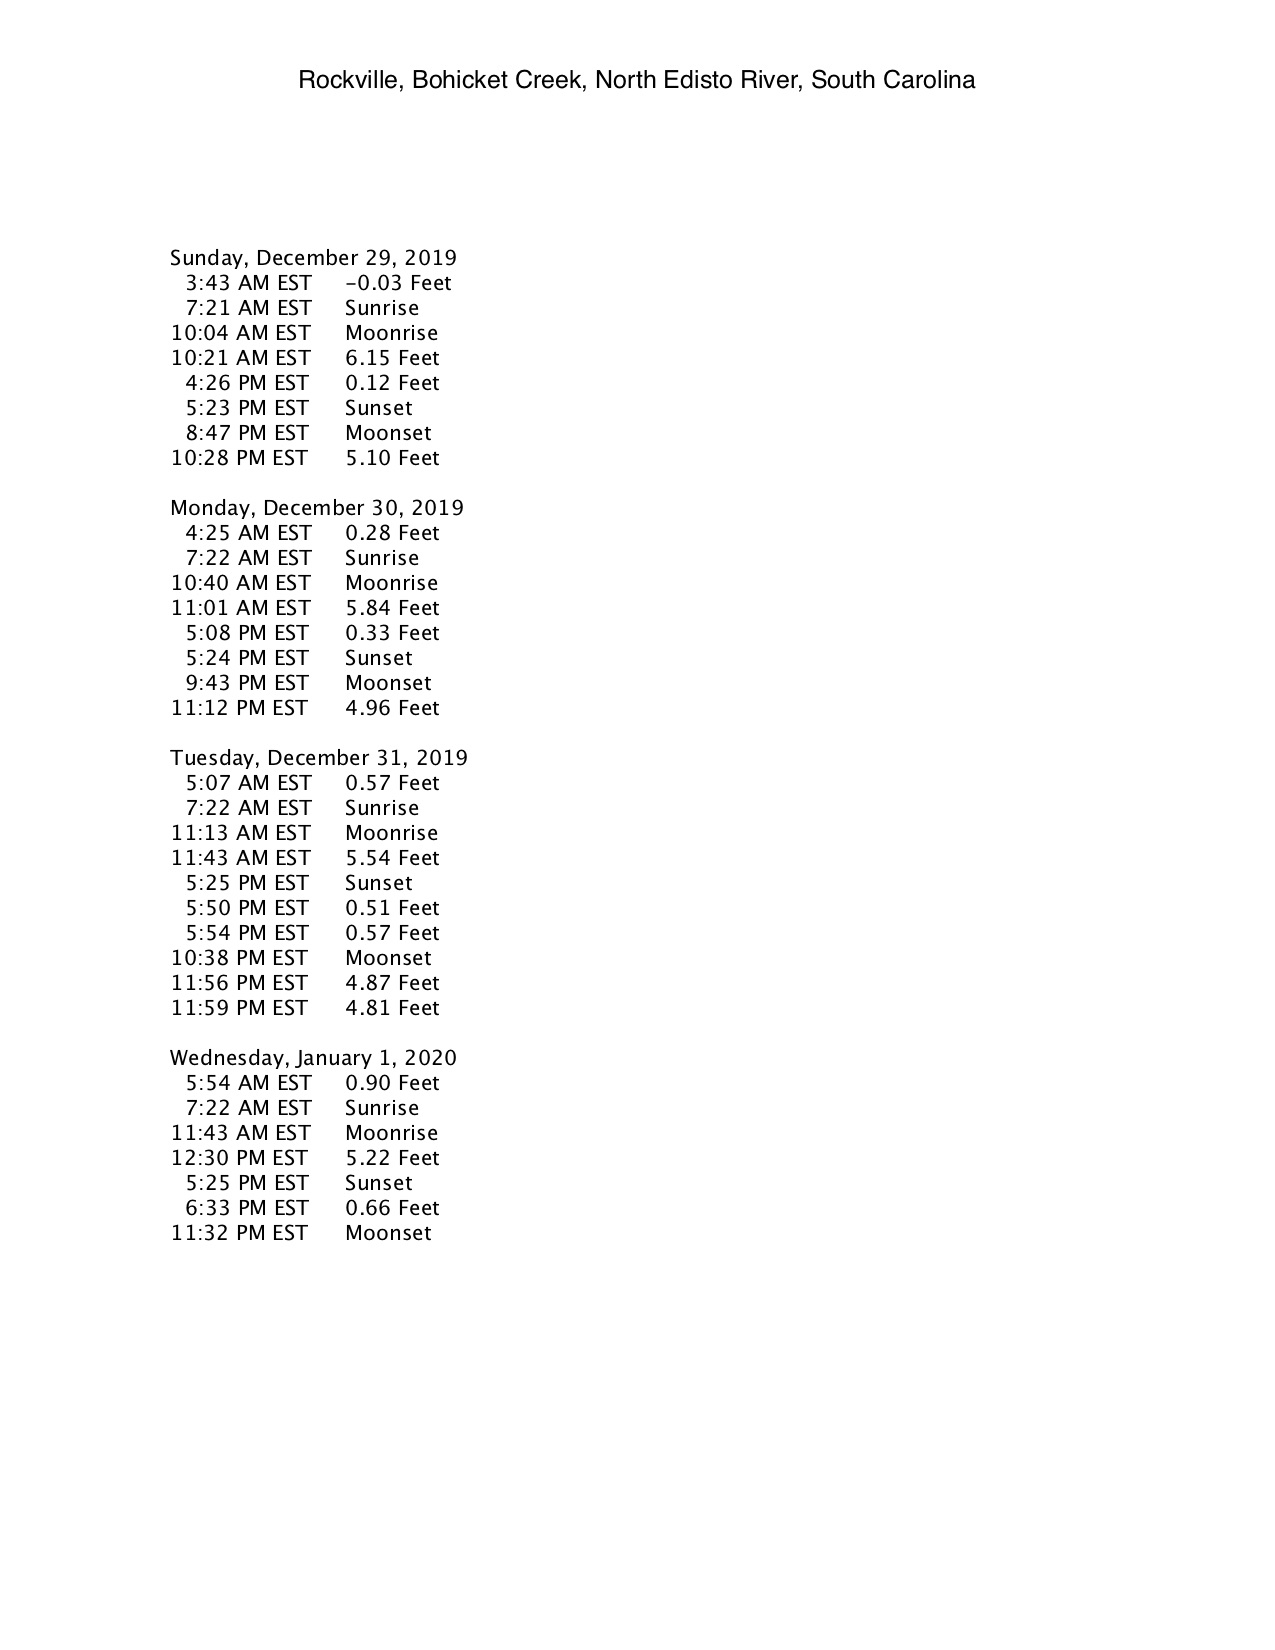 Rockville, Bohicket Creek, North Edisto River, South Carolina
Sunday, December 29, 2019
3:43 AM EST -0.03 Feet
7:21 AM EST Sunrise
10:04 AM EST Moonrise
10:21 AM EST 6.15 Feet
4:26 PM EST 0.12 Feet
5:23 PM EST Sunset
8:47 PM EST Moonset
10:28 PM EST 5.10 Feet
Monday, December 30, 2019
4:25 AM EST 0.28 Feet
7:22 AM EST Sunrise
10:40 AM EST Moonrise
11:01 AM EST 5.84 Feet
5:08 PM EST 0.33 Feet
5:24 PM EST Sunset
9:43 PM EST Moonset
11:12 PM EST 4.96 Feet
Tuesday, December 31, 2019
5:07 AM EST 0.57 Feet
7:22 AM EST Sunrise
11:13 AM EST Moonrise
11:43 AM EST 5.54 Feet
5:25 PM EST Sunset
5:50 PM EST 0.51 Feet
5:54 PM EST 0.57 Feet
10:38 PM EST Moonset
11:56 PM EST 4.87 Feet
11:59 PM EST 4.81 Feet
Wednesday, January 1, 2020
5:54 AM EST 0.90 Feet
7:22 AM EST Sunrise
11:43 AM EST Moonrise
12:30 PM EST 5.22 Feet
5:25 PM EST Sunset
6:33 PM EST 0.66 Feet
11:32 PM EST Moonset